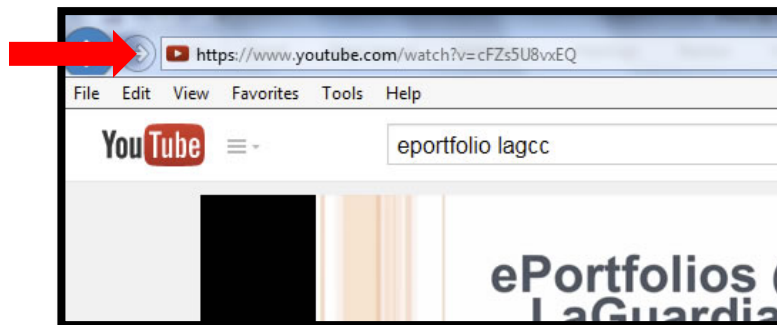 https://www.youtube.com/watch?v=cFZs5U8vxEQ
File Edit View Favorites Tools Help
YouTube eportfolio lagcc
ePortfolios
LaGuardia